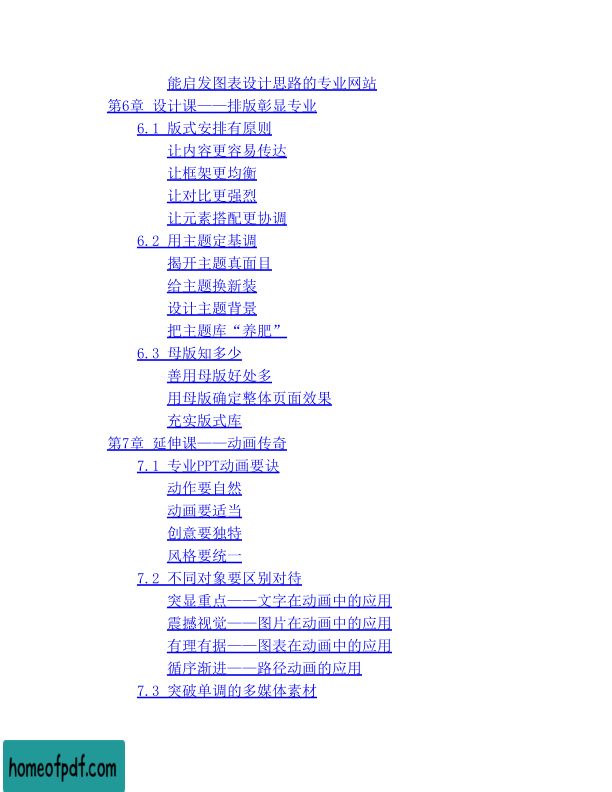 能启发图表设计思路的专业网站
第6章 设计课——排版彰显专业
6.1 版式安排有原则
让内容更容易传达
让框架更均衡
让对比更强烈
让元素搭配更协调
6.2 用主题定基调
揭开主题真面目
给主题换新装
设计主题背景
把主题库“养肥”
6.3 母版知多少
善用母版好处多
用母版确定整体页面效果
充实版式库
第7章 延伸课——动画传奇
7.1 专业PPT动画要诀
动作要自然
动画要适当
创意要独特
风格要统一
7.2 不同对象要区别对待
突显重点——文字在动画中的应用
震撼视觉——图片在动画中的应用
有理有据——图表在动画中的应用
循序渐进——路径动画的应用
7.3 突破单调的多媒体素材
homeofpdf.com